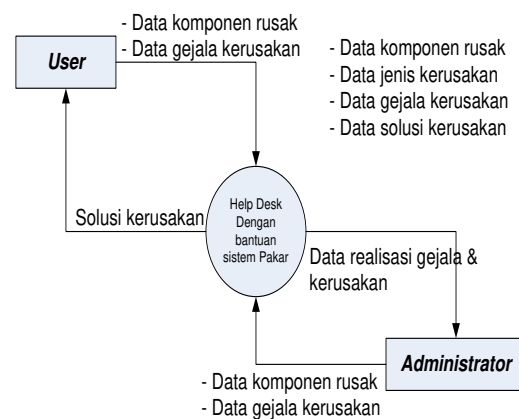 - Data komponen rusak
- Data gejala kerusakan
User
- Data komponen rusak
- Data jenis kerusakan
- Data gejala kerusakan
- Data solusi kerusakan
Solusi kerusakan
Help Desk
Dengan
bantuan
sistem Pakar
Data realisasi gejala &
kerusakan
Administrator
- Data komponen rusak
- Data gejala kerusakan